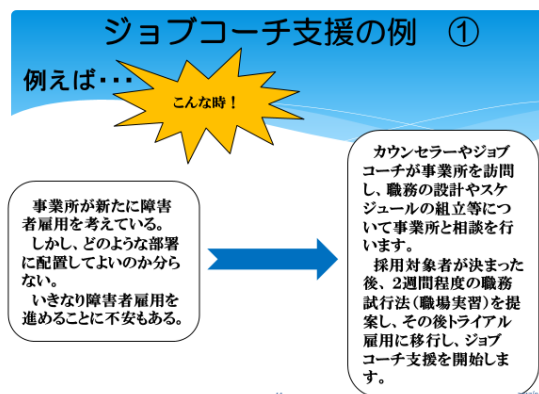 ジョブコーチ支援の例　①
例えば・・・
こんな時！
　事業所が新たに障害
者雇用を考えている。
　しかし、どのような部署
に配置してよいのか分ら
ない。
　いきなり障害者雇用を
進めることに不安もある。
　カウンセラーやジョブ
コーチが事業所を訪問
し、職務の設計やスケ
ジュールの組立等につ
いて事業所と相談を行
います。
　採用対象者が決まった
後、2週間程度の職務
試行法（職場実習）を提
案し、その後トライアル
雇用に移行し、ジョブ
コーチ支援を開始しま
す。